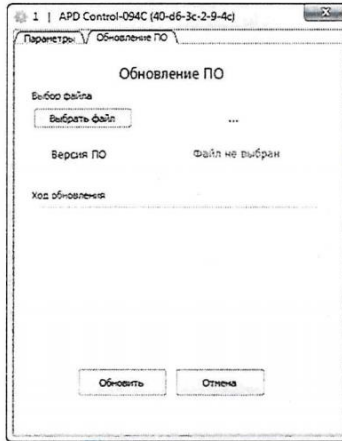 1 | APD Control-094C (40-d6-3c-2-9-4c)
Параметры Обновление ПО
Обновление ПО
Выбор файла
Выбрать файл ...
Версия ПО Файл не выбран
Ход обновления
Обновить Отмена